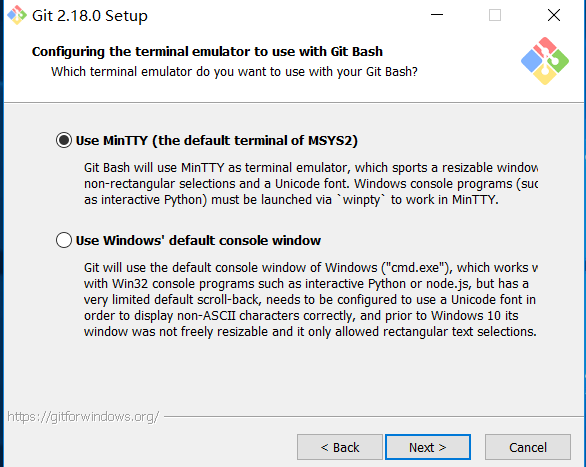 Git 2.18.0 Setup
Configuring the terminal emulator to use with Git Bash
Which terminal emulator do you want to use with your Git Bash?
Use MinTTY (the default terminal of MSYS2)
Git Bash will use MinTTY as terminal emulator, which sports a resizable window
non-rectangular selections and a Unicode font. Windows console programs (suc
as interactive Python) must be launched via `winpty` to work in MinTTY.
Use Windows' default console window
Git will use the default console window of Windows ("cmd.exe"), which works w
with Win32 console programs such as interactive Python or node.js, but has a
very limited default scroll-back, needs to be configured to use a Unicode font in
order to display non-ASCII characters correctly, and prior to Windows 10 its
window was not freely resizable and it only allowed rectangular text selections.
https://gitforwindows.org/
< Back
Next >
Cancel